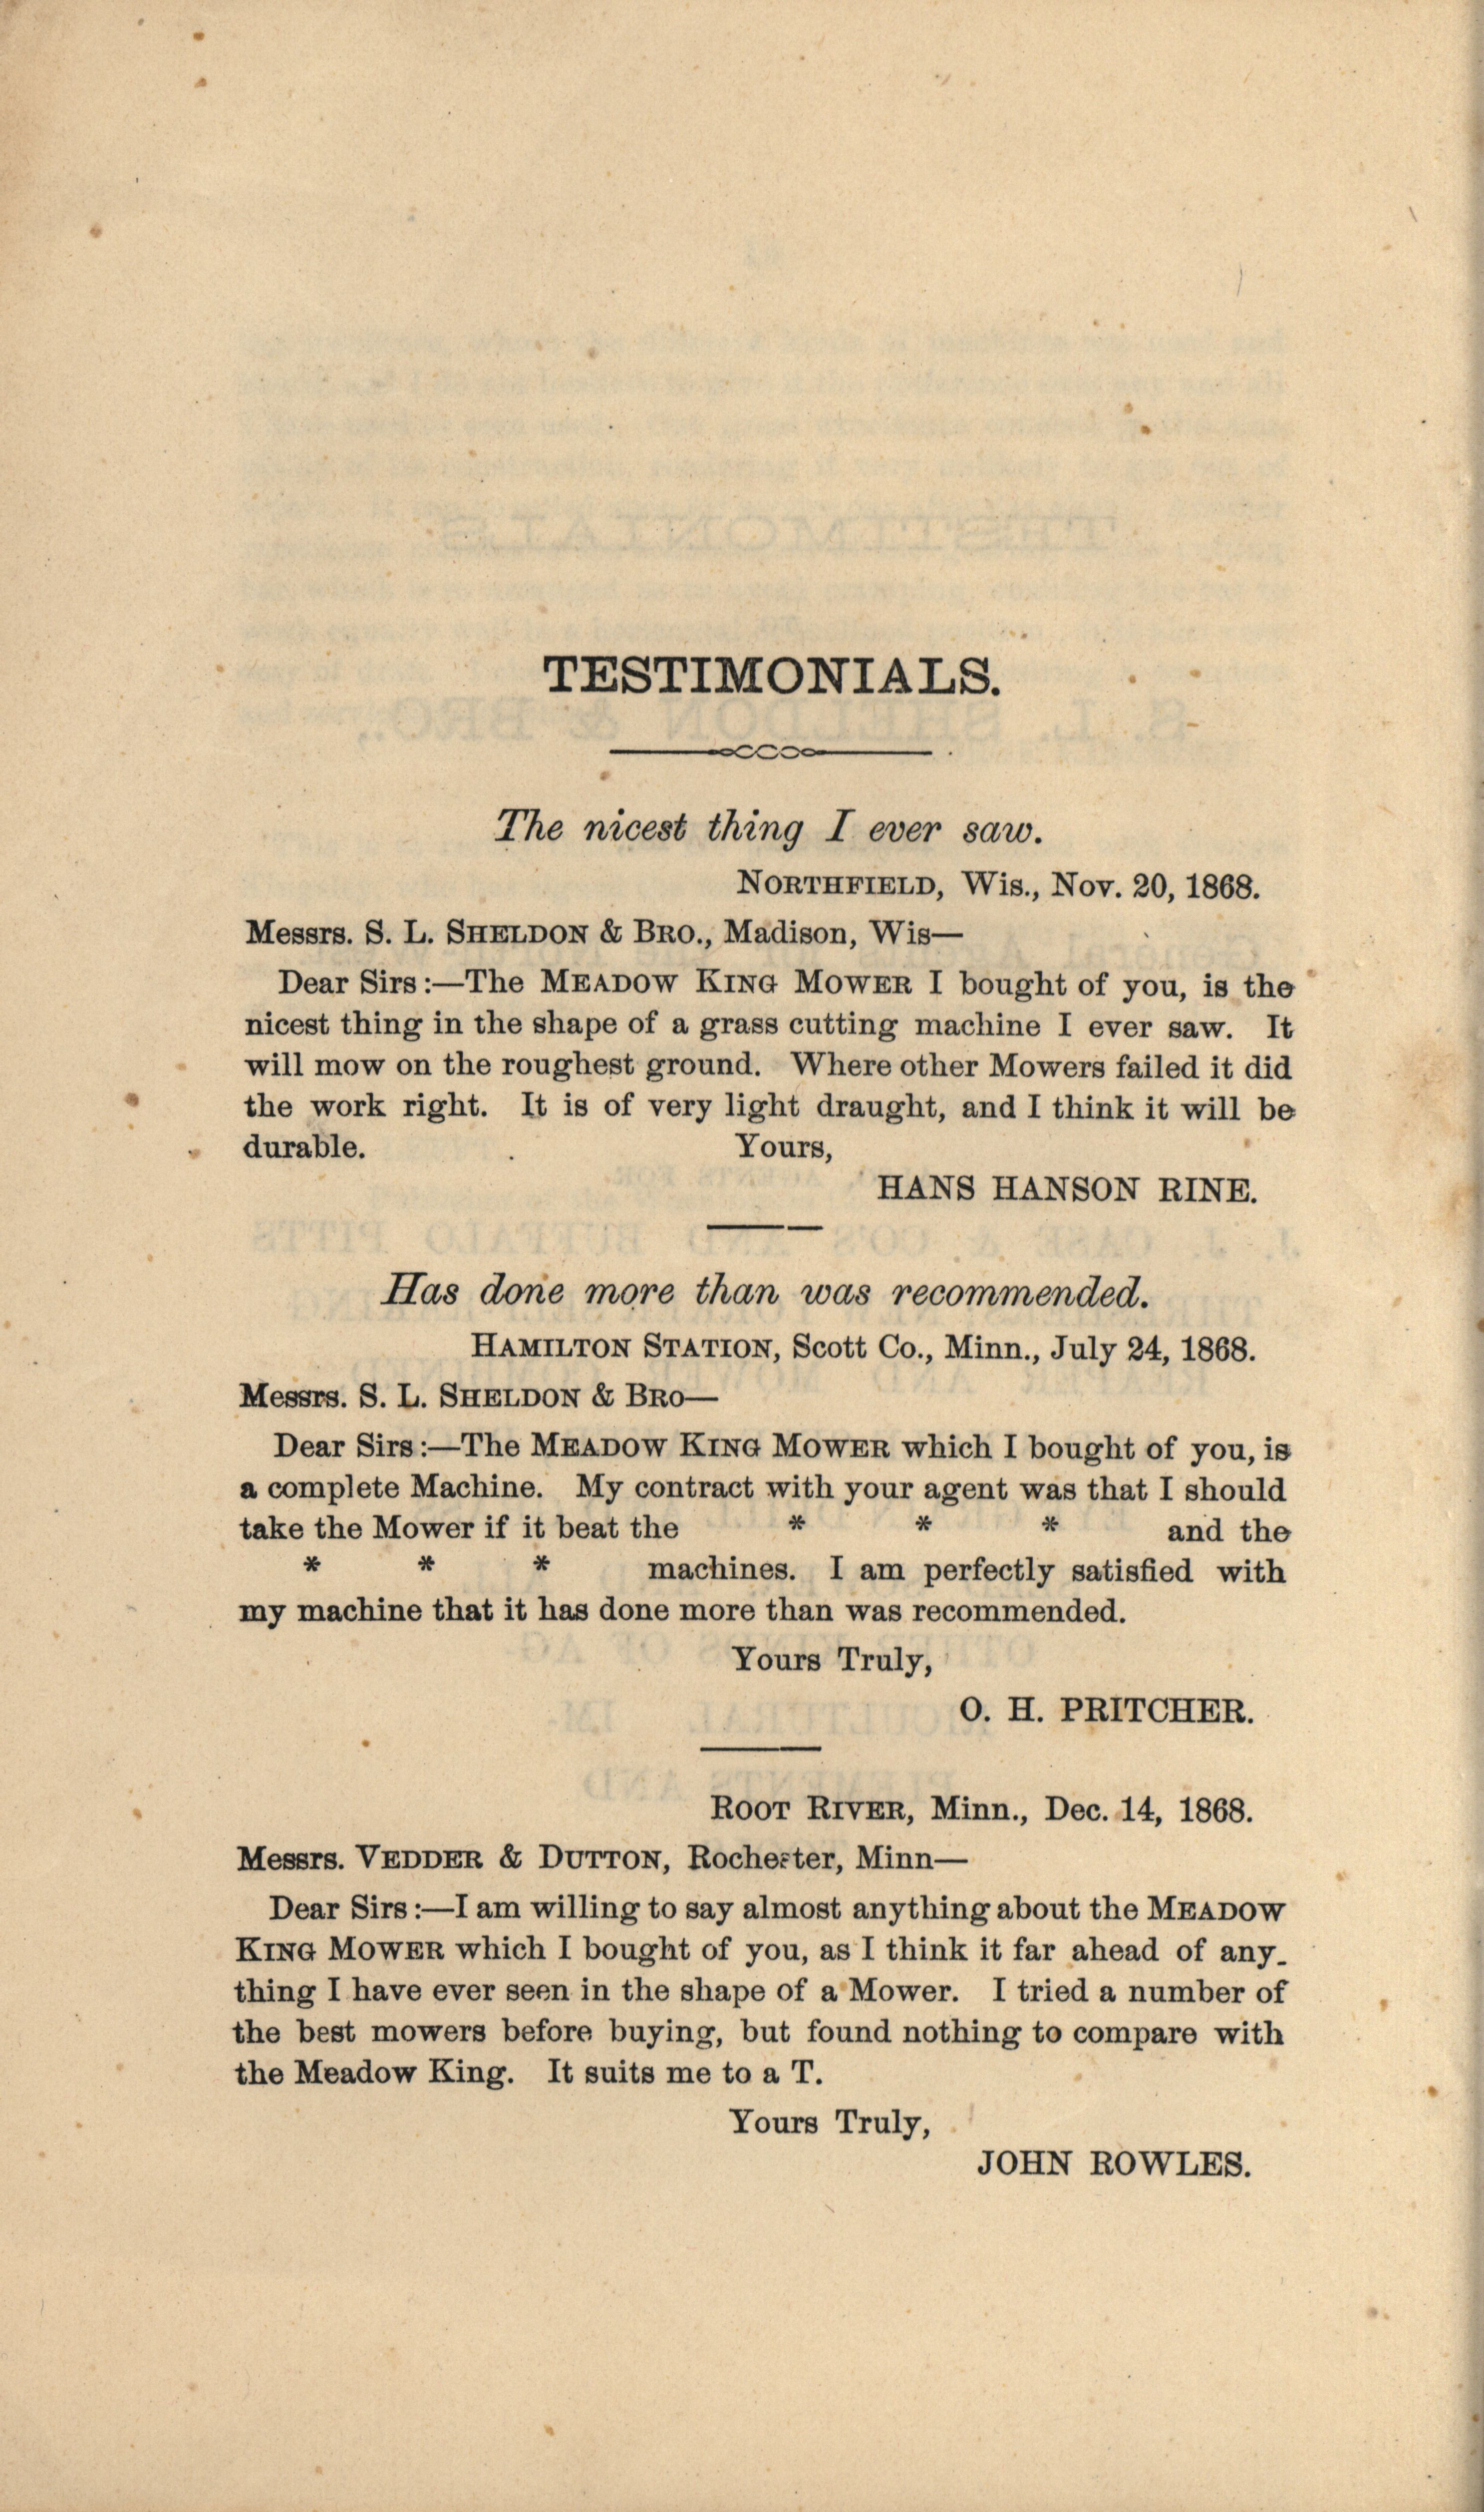 TESTIMONIALS.
The nicest thing I ever saw.
NORTHFIELD, Wis., Nov. 20, 1868.
Messrs. S. L. SHELDON & BRO., Madison, Wis—
Dear Sirs:—The MEADOW KING MOWER I bought of you, is the
nicest thing in the shape of a grass cutting machine I ever saw. It
will mow on the roughest ground. Where other Mowers failed it did
the work right. It is of very light draught, and I think it will be
durable. Yours,
HANS HANSON RINE.
Has done more than was recommended.
HAMILTON STATION, Scott Co., Minn., July 24, 1868.
Messrs. S. L. SHELDON & BRO—
Dear Sirs:—The MEADOW KING MOWER which I bought of you, is
a complete Machine. My contract with your agent was that I should
take the Mower if it beat the * * * and the
* * * machines. I am perfectly satisfied with
my machine that it has done more than was recommended.
Yours Truly,
O. H. PRITCHER.
ROOT RIVER, Minn., Dec. 14, 1868.
Messrs. VEDDER & DUTTON, Rochester, Minn—
Dear Sirs:—I am willing to say almost anything about the MEADOW
KING MOWER which I bought of you, as I think it far ahead of any-
thing I have ever seen in the shape of a Mower. I tried a number of
the best mowers before buying, but found nothing to compare with
the Meadow King. It suits me to a T.
Yours Truly,
JOHN ROWLES.